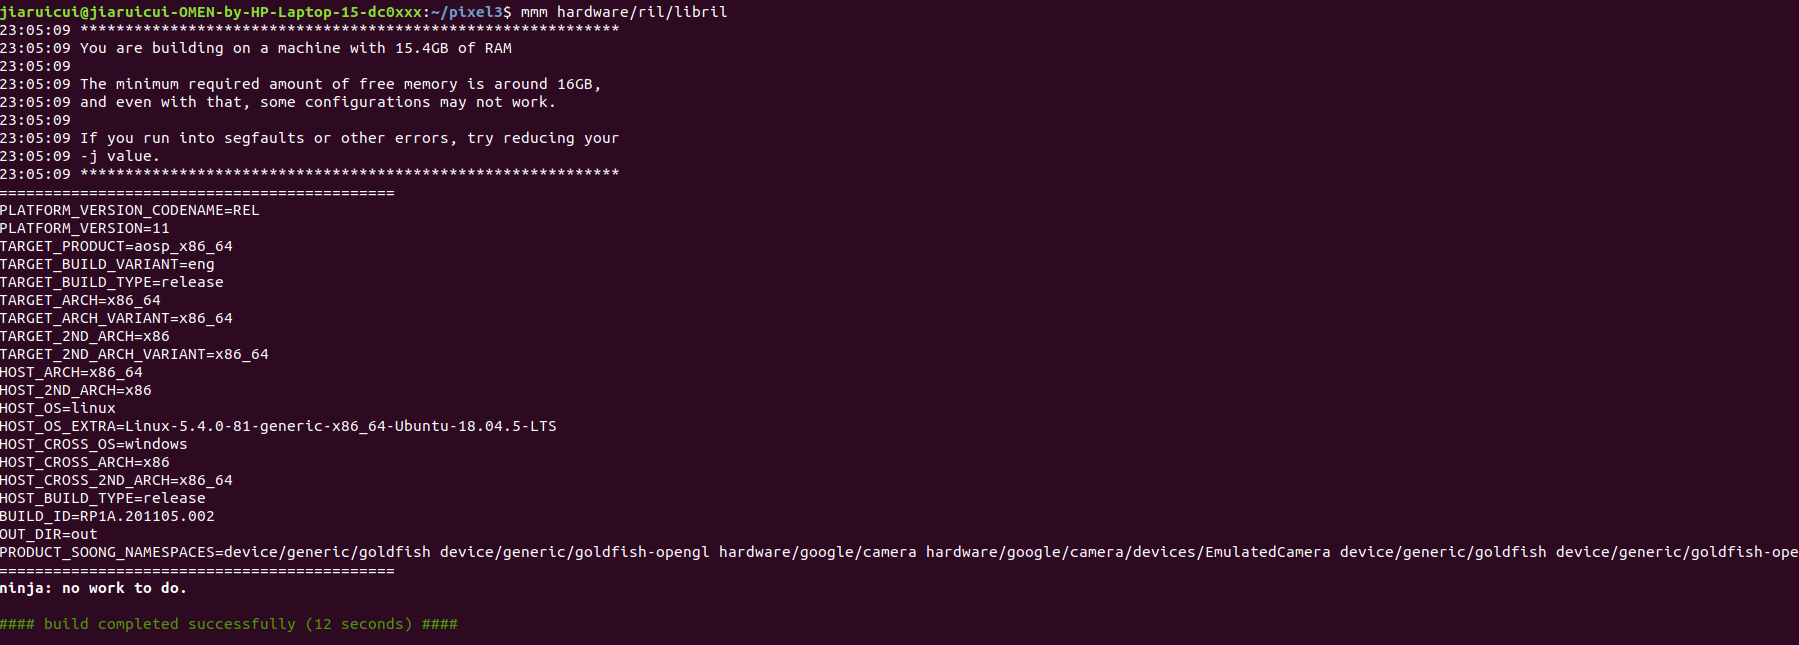 jiaruicui@jiaruicui-OMEN-by-HP-Laptop-15-dc0xxx:~/pixel3$ mmm hardware/ril/libril
23:05:09 ************************************************************
23:05:09 You are building on a machine with 15.4GB of RAM
23:05:09
23:05:09 The minimum required amount of free memory is around 16GB,
23:05:09 and even with that, some configurations may not work.
23:05:09
23:05:09 If you run into segfaults or other errors, try reducing your
23:05:09 -j value.
23:05:09 ************************************************************
============================================
PLATFORM_VERSION_CODENAME=REL
PLATFORM_VERSION=11
TARGET_PRODUCT=aosp_x86_64
TARGET_BUILD_VARIANT=eng
TARGET_BUILD_TYPE=release
TARGET_ARCH=x86_64
TARGET_ARCH_VARIANT=x86_64
TARGET_2ND_ARCH=x86
TARGET_2ND_ARCH_VARIANT=x86_64
HOST_ARCH=x86_64
HOST_2ND_ARCH=x86
HOST_OS=linux
HOST_OS_EXTRA=Linux-5.4.0-81-generic-x86_64-Ubuntu-18.04.5-LTS
HOST_CROSS_OS=windows
HOST_CROSS_ARCH=x86
HOST_CROSS_2ND_ARCH=x86_64
HOST_BUILD_TYPE=release
BUILD_ID=RP1A.201105.002
OUT_DIR=out
PRODUCT_SOONG_NAMESPACES=device/generic/goldfish device/generic/goldfish-opengl hardware/google/camera hardware/google/camera/devices/EmulatedCamera device/generic/goldfish device/generic/goldfish-ope
============================================
ninja: no work to do.
#### build completed successfully (12 seconds) ####